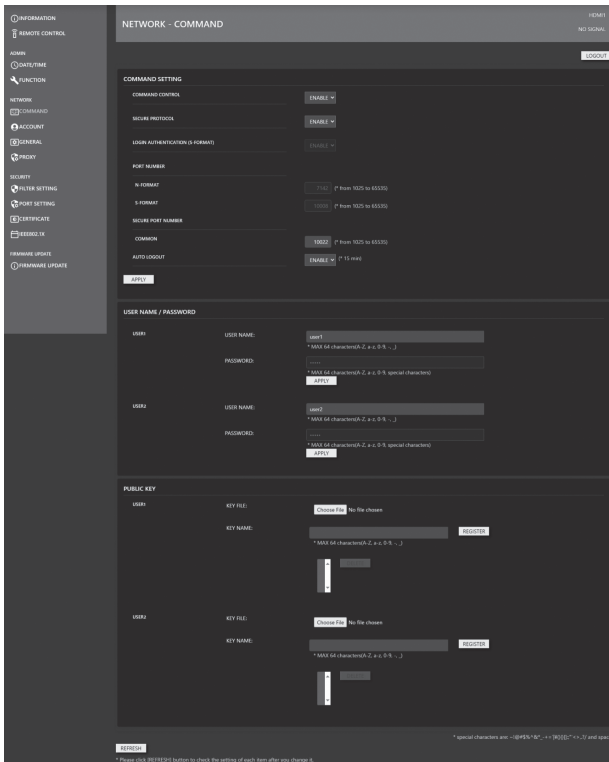 INFORMATION
REMOTE CONTROL
ADMIN
DATE/TIME
FUNCTION
NETWORK
COMMAND
ACCOUNT
GENERAL
PROXY
SECURITY
FILTER SETTING
PORT SETTING
CERTIFICATE
IEEE802.1X
FIRMWARE UPDATE
FIRMWARE UPDATE
NETWORK - COMMAND
HDMI1
NO SIGNAL
LOGOUT
COMMAND SETTING
COMMAND CONTROL ENABLE
SECURE PROTOCOL ENABLE
LOGIN AUTHENTICATION (S-FORMAT) ENABLE
PORT NUMBER
N-FORMAT 1142 (* from 1025 to 65535)
S-FORMAT (* from 1025 to 65535)
SECURE PORT NUMBER
COMMON 10022 (* from 1025 to 65535)
AUTO LOGOUT ENABLE (* 15 min)
APPLY
USER NAME / PASSWORD
USER1 USER NAME: user1
* MAX 64 characters(A-Z, a-z, 0-9, -, _)
PASSWORD: .....
* MAX 64 characters(A-Z, a-z, 0-9, special characters)
APPLY
USER2 USER NAME: user2
* MAX 64 characters(A-Z, a-z, 0-9, -, _)
PASSWORD: .....
* MAX 64 characters(A-Z, a-z, 0-9, special characters)
APPLY
PUBLIC KEY
USER1 KEY FILE: Choose File No file chosen
KEY NAME: REGISTER
* MAX 64 characters(A-Z, a-z, 0-9, -, _)
USER2 KEY FILE: Choose File No file chosen
KEY NAME: REGISTER
* MAX 64 characters(A-Z, a-z, 0-9, -, _)
* special characters are: and spac
REFRESH
* Please click [REFRESH] button to check the setting of each item after you change it.